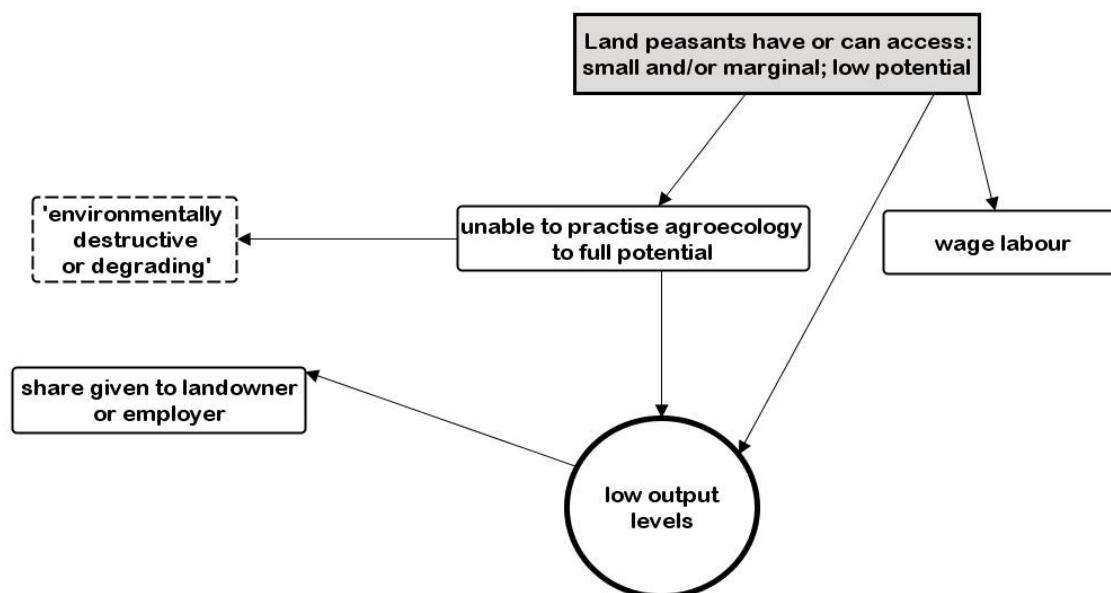 Land peasants have or can access:
small and/or marginal; low potential
'environmentally
destructive
or degrading'
unable to practise agroecology
to full potential
wage labour
share given to landowner
or employer
low output
levels